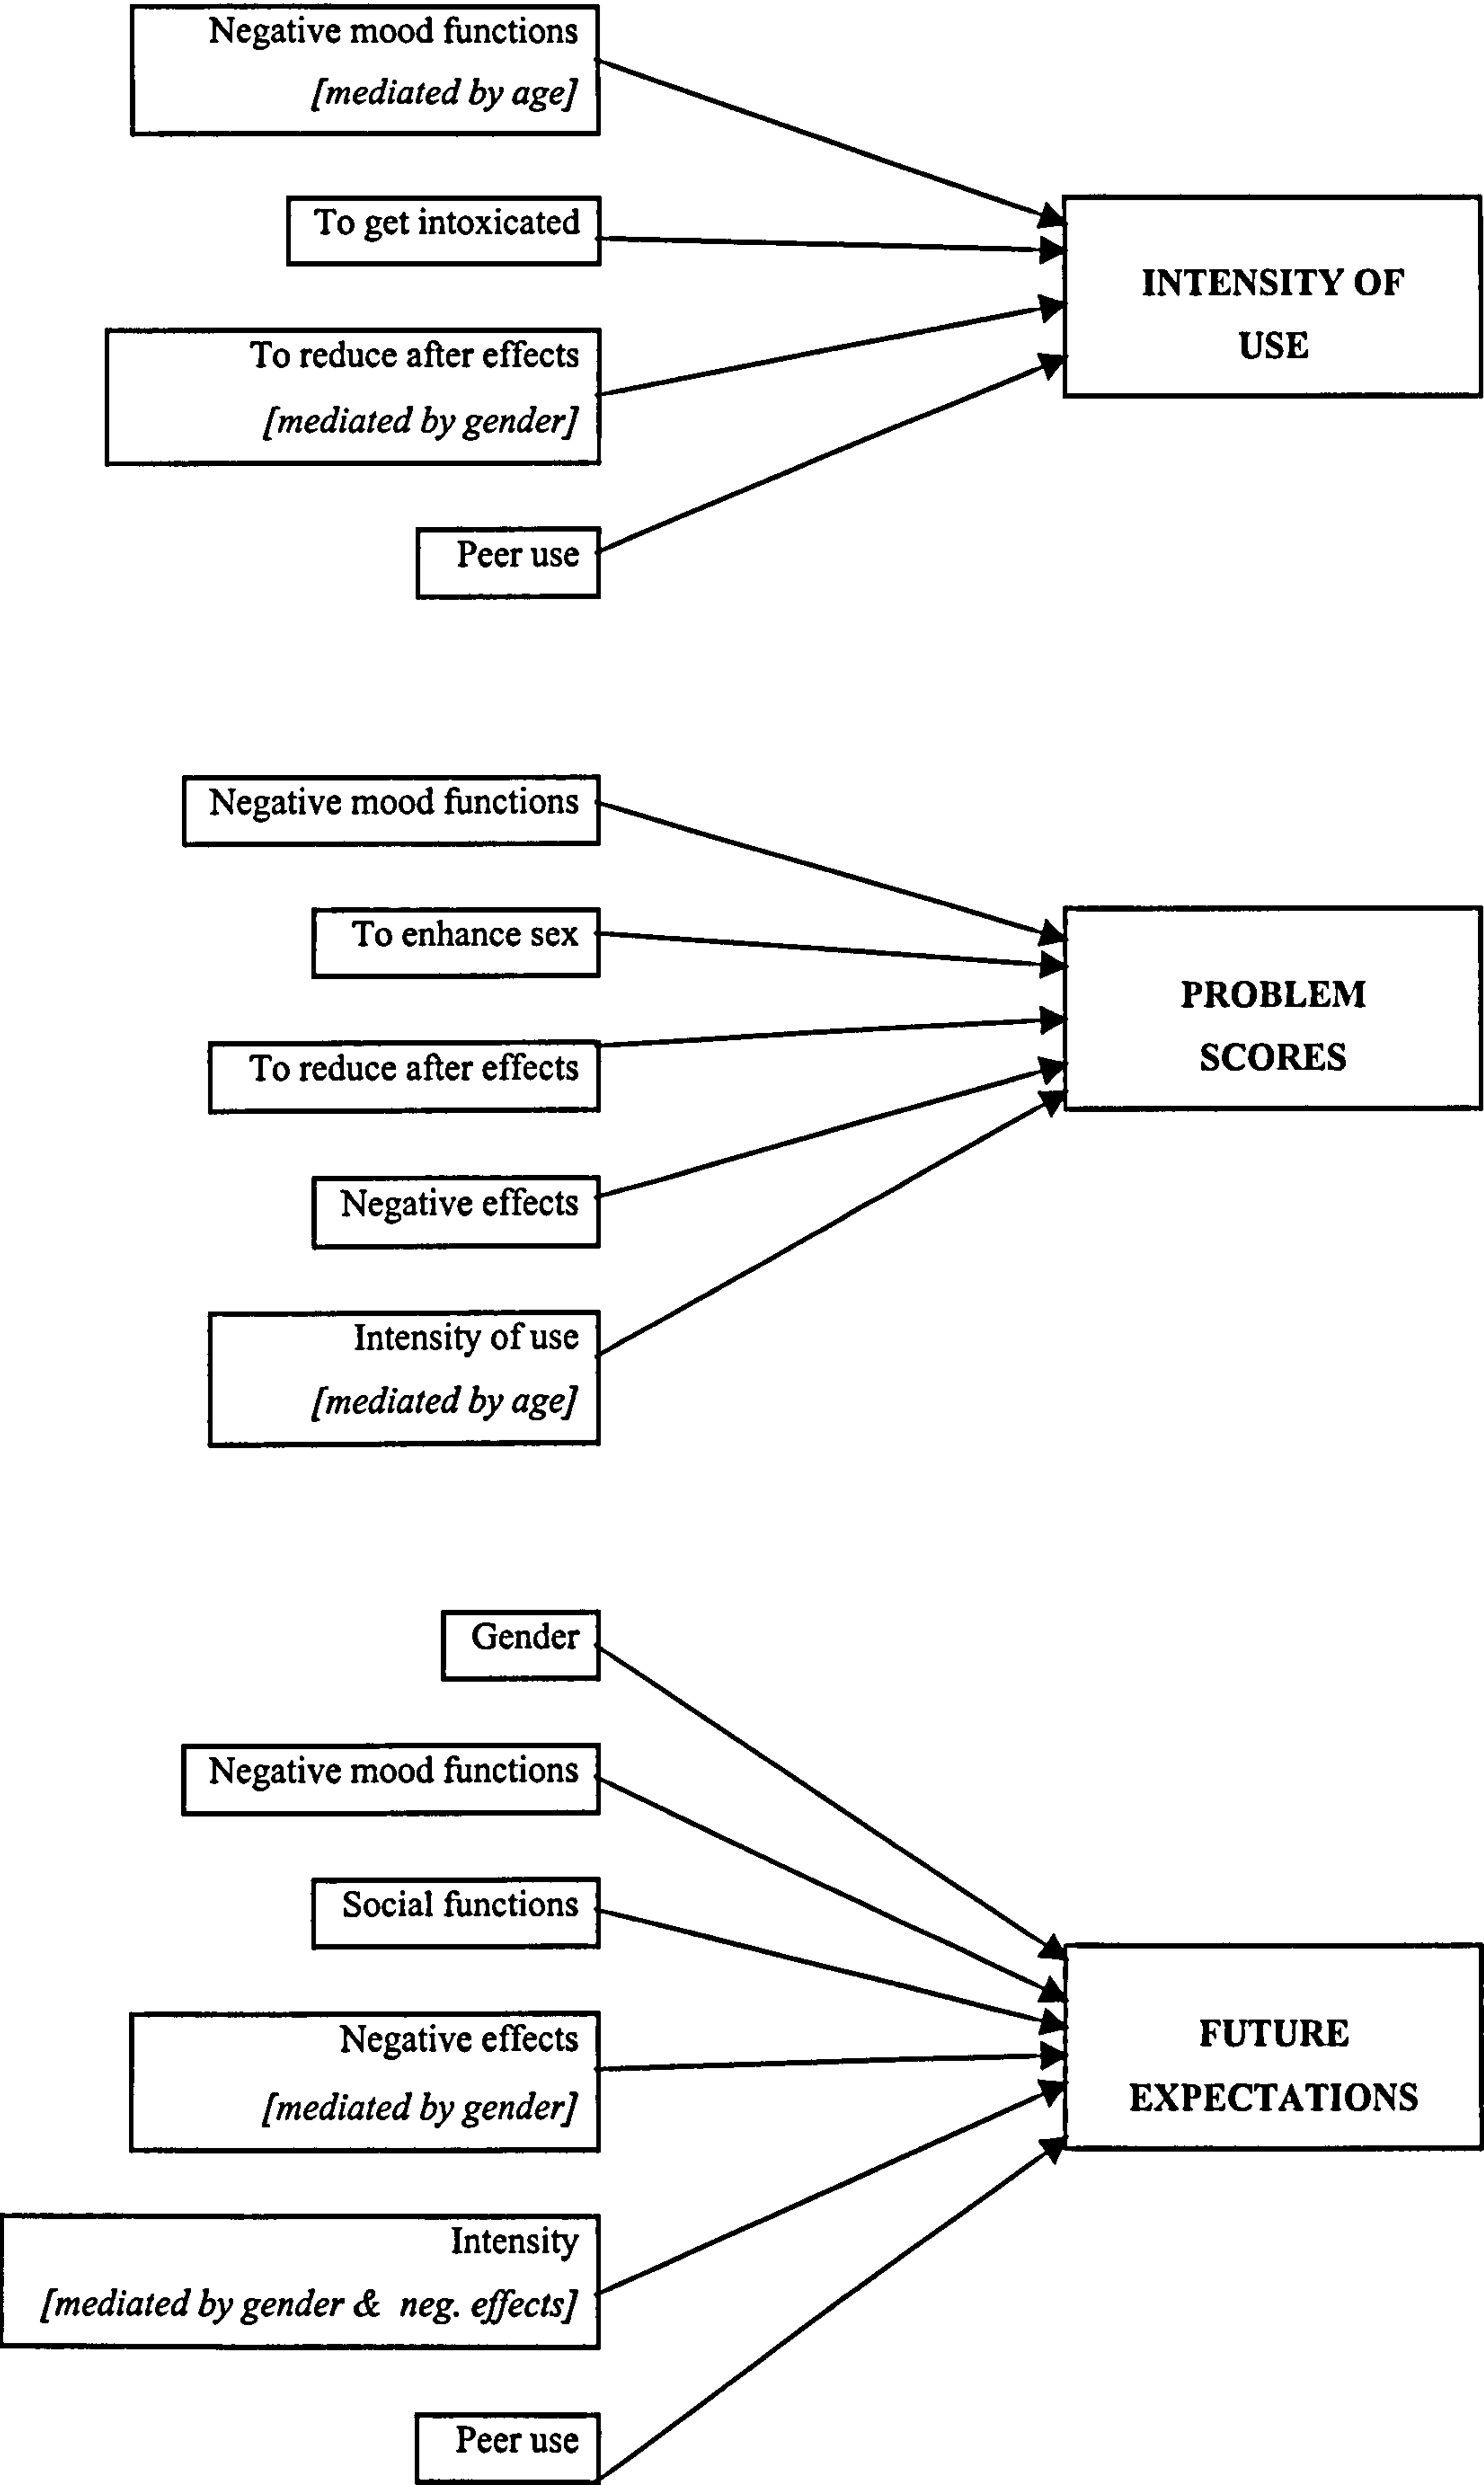 Negative mood functions
[mediated by age]
To get intoxicated
To reduce after effects
[mediated by gender]
Peer use
INTENSITY OF
USE
Negative mood functions
To enhance sex
To reduce after effects
Negative effects
Intensity of use
[mediated by age]
PROBLEM
SCORES
Gender
Negative mood functions
Social functions
Negative effects
[mediated by gender]
Intensity
[mediated by gender & neg. effects]
Peer use
FUTURE
EXPECTATIONS